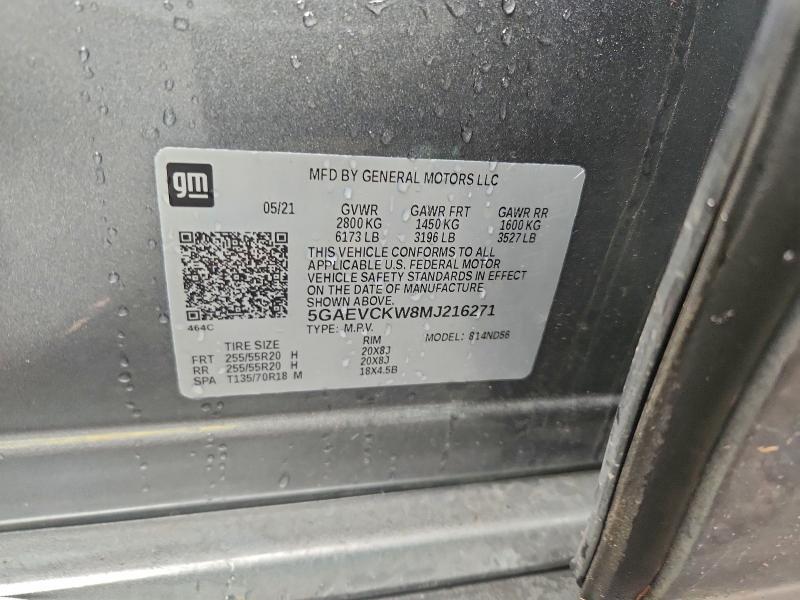 gm
MFD BY GENERAL MOTORS LLC
05/21 GVWR GAWR FRT GAWR RR
2800 KG 1450 KG 1600 KG
6173 LB 3196 LB 3527 LB
THIS VEHICLE CONFORMS TO ALL
APPLICABLE U.S. FEDERAL MOTOR
VEHICLE SAFETY STANDARDS IN EFFECT
ON THE DATE OF MANUFACTURE
SHOWN ABOVE.
464C
5GAEVCKW8MJ216271
TYPE: M.P.V. MODEL: 814ND56
TIRE SIZE RIM
FRT 255/55R20 H 20X8J
RR 255/55R20 H 20X8J
SPA T135/70R18 M 18X4.5B